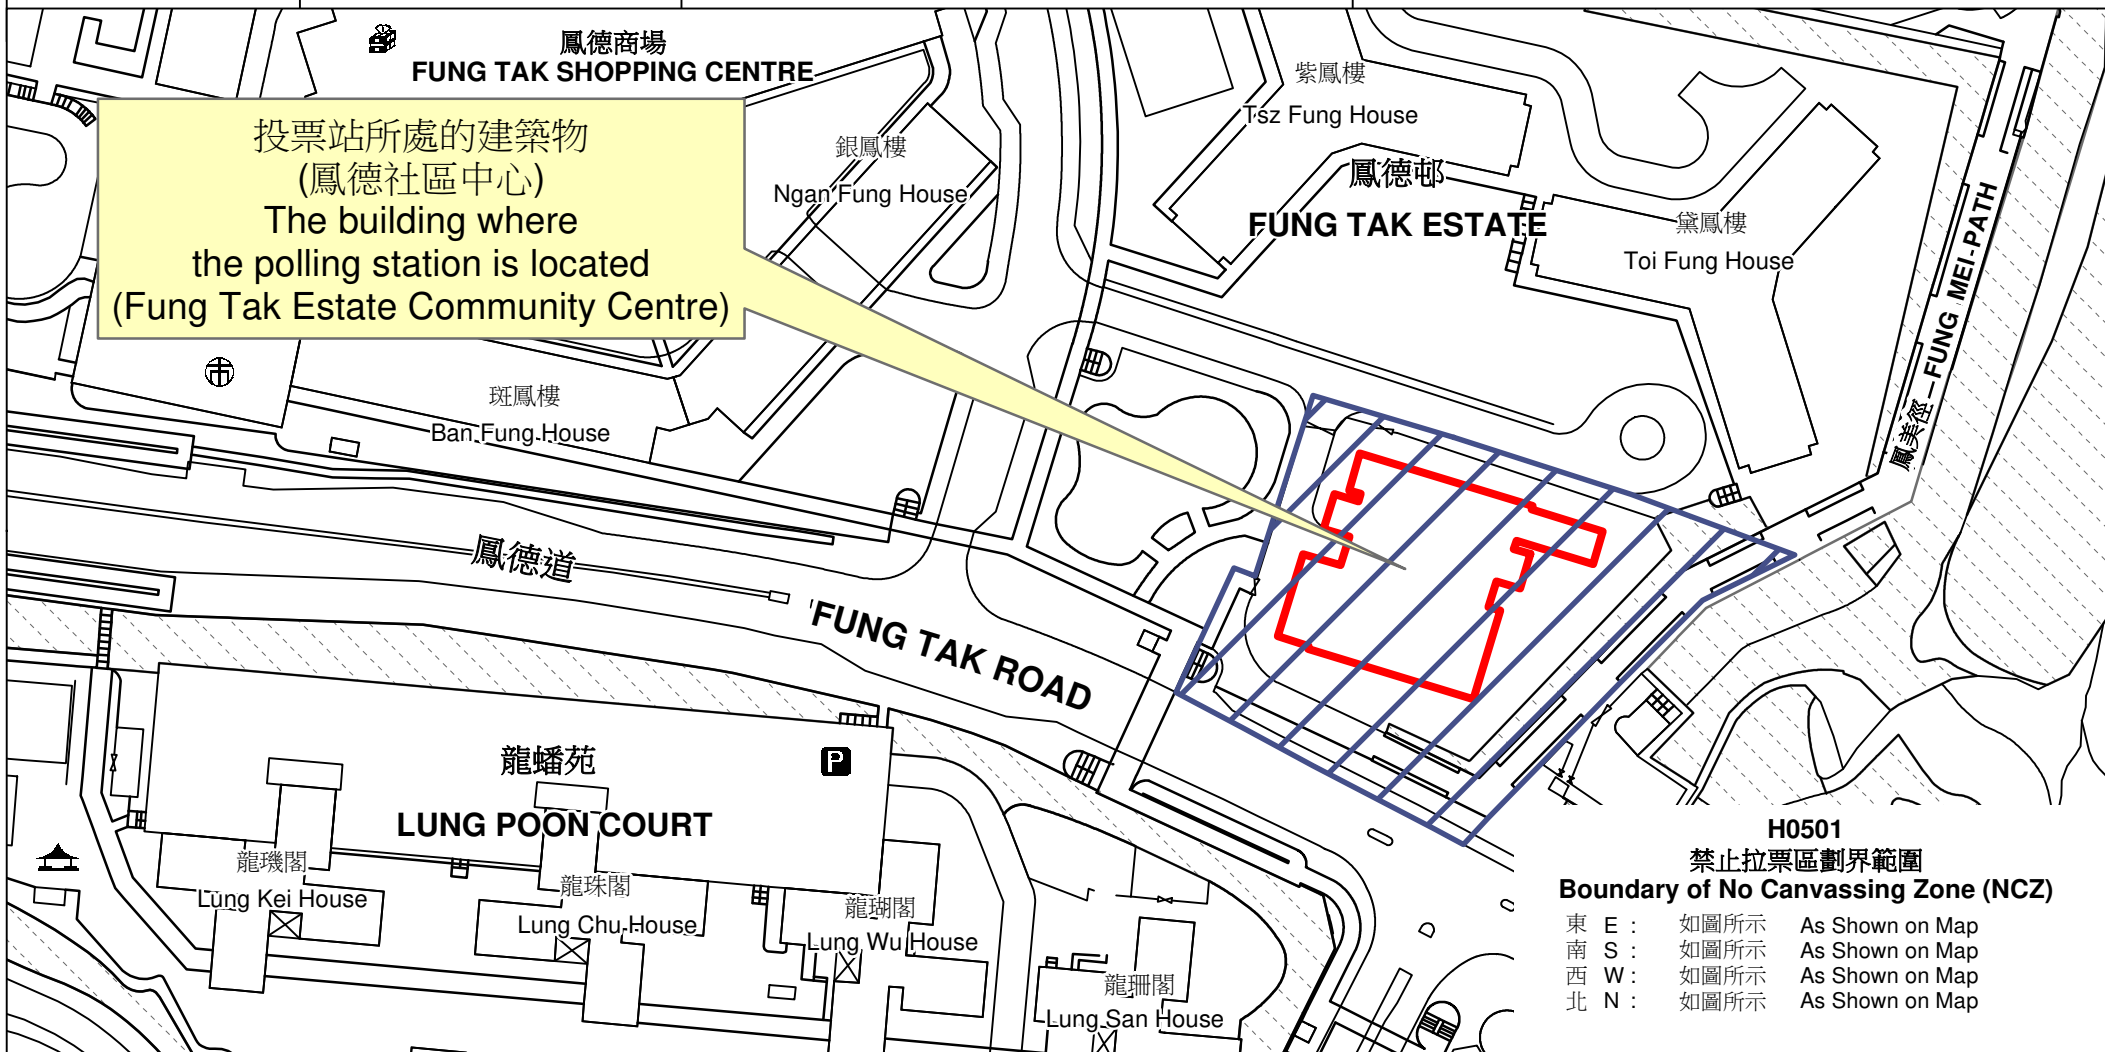 鳳德商場
FUNG TAK SHOPPING CENTRE
投票站所處的建築物
(鳳德社區中心)
The building where
the polling station is located
(Fung Tak Estate Community Centre)
銀鳳樓
Ngan Fung House
紫鳳樓
Tsz Fung House
鳳德邨
FUNG TAK ESTATE
黛鳳樓
Toi Fung House
鳳美徑 FUNG MEI-PATH
斑鳳樓
Ban Fung House
鳳德道
FUNG TAK ROAD
龍蟠苑
P
LUNG POON COURT
龍璣閣
Lung Kei House
龍珠閣
Lung Chu House
龍瑚閣
Lung Wu House
龍珊閣
Lung San House
H0501
禁止拉票區劃界範圍
Boundary of No Canvassing Zone (NCZ)
東 E : 如圖所示 As Shown on Map
南 S : 如圖所示 As Shown on Map
西 W : 如圖所示 As Shown on Map
北 N : 如圖所示 As Shown on Map